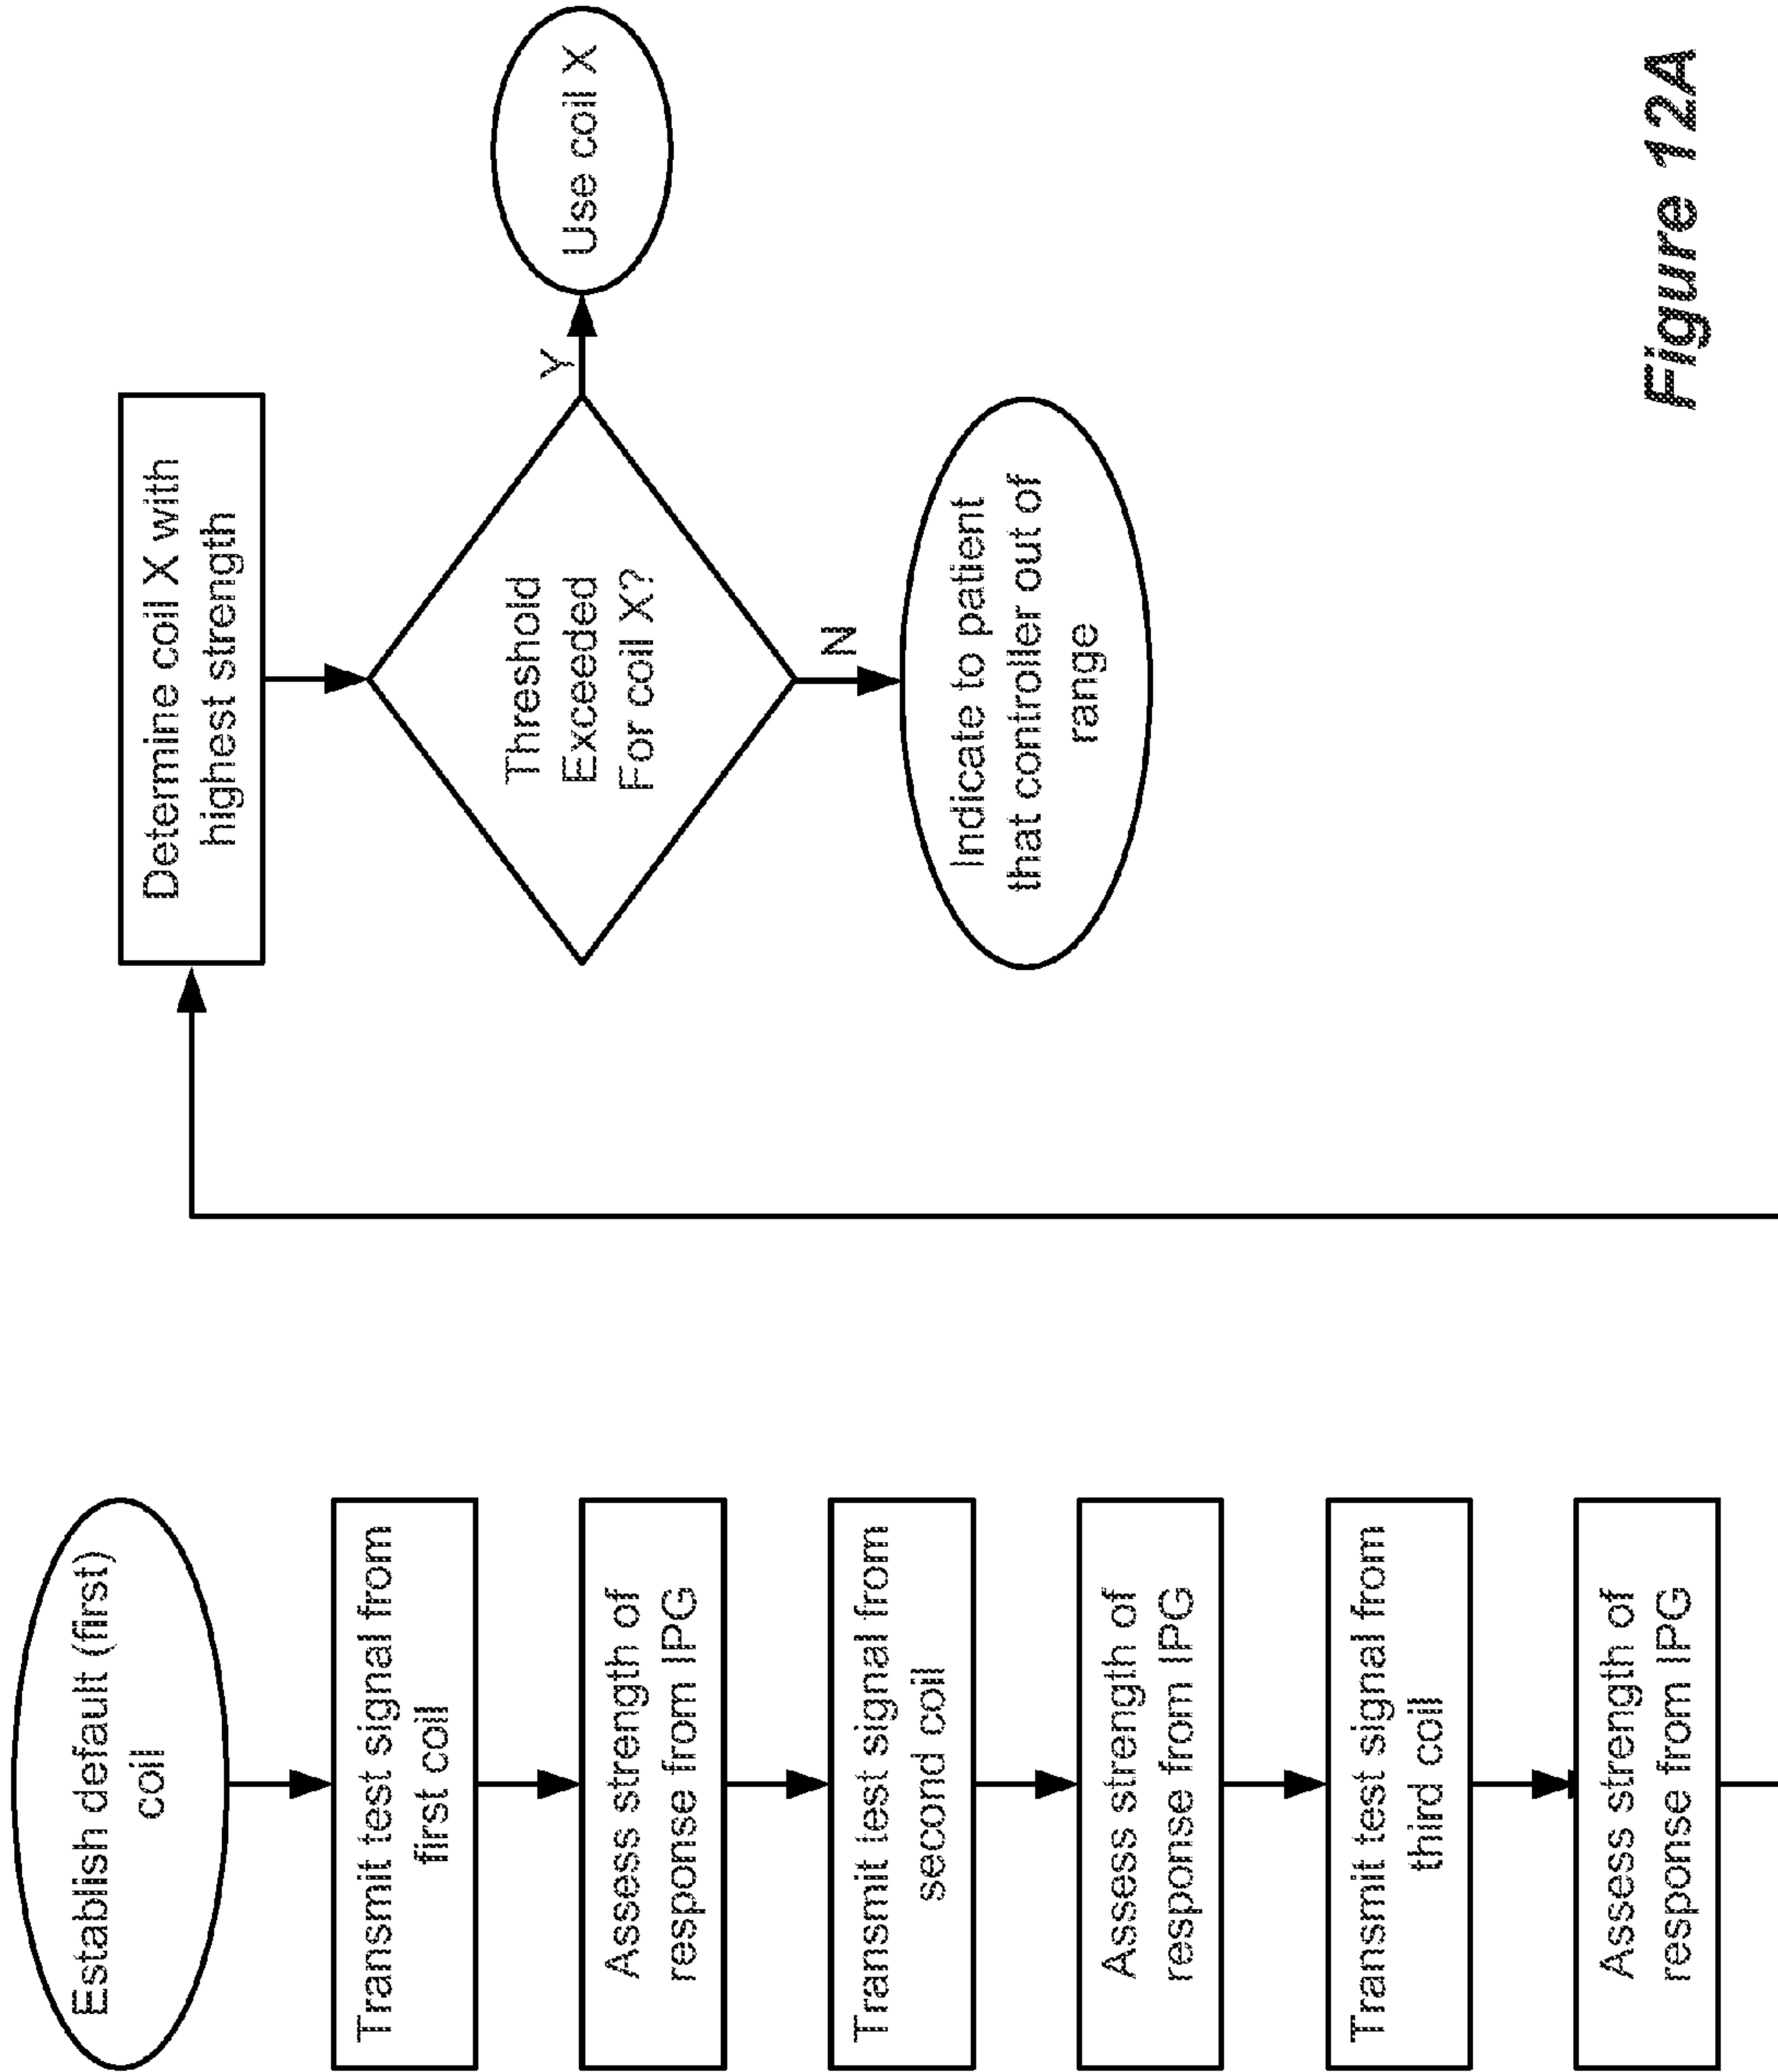 Establish default (first)
coil
Transmit test signal from
first coil
Assess strength of
response from IPG
Transmit test signal from
second coil
Assess strength of
response from IPG
Transmit test signal from
third coil
Assess strength of
response from IPG
Determine coil X with
highest strength
Threshold
Exceeded
For coil X?
Y
Use coil X
N
Indicate to patient
that controller out of
range
Figure 12A